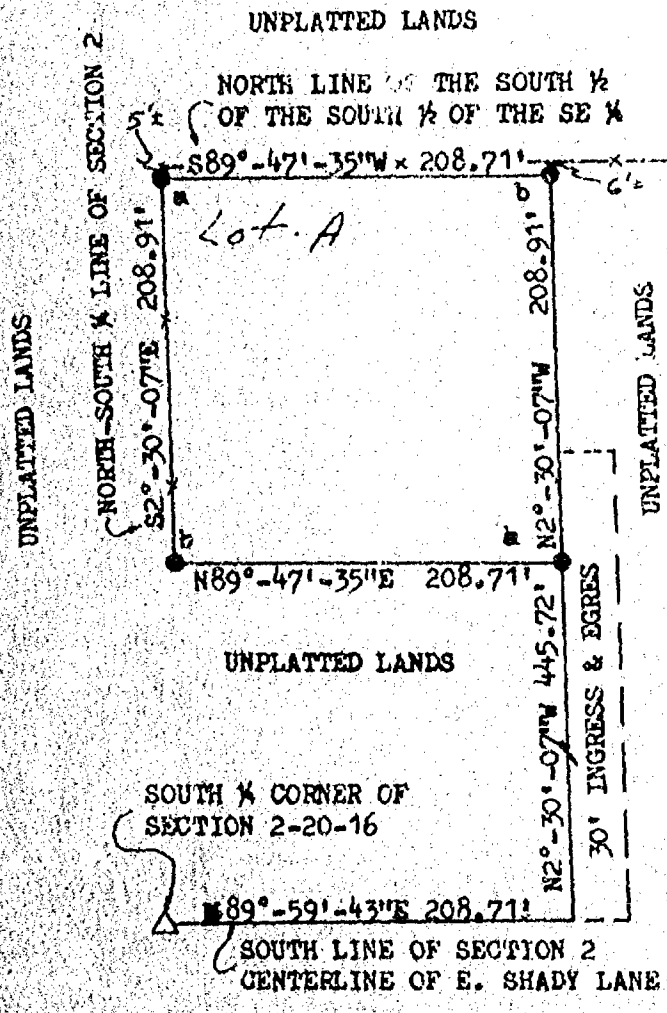 UNPLATTED LANDS
NORTH LINE OF THE SOUTH ½
OF THE SOUTH ½ OF THE SE ¼
5'±
S89°-47'-35"W × 208.71'
6'±
a
b
Lot. A
NORTH-SOUTH ¼ LINE OF SECTION 2
S2°-30'-07"E 208.91'
N2°-30'-07"W 208.91'
UNPLATTED LANDS
UNPLATTED LANDS
b
a
N89°-47'-35"E 208.71'
UNPLATTED LANDS
N2°-30'-07"W 445.72'
30' INGRESS & EGRES
SOUTH ¼ CORNER OF
SECTION 2-20-16
89°-59'-43"E 208.71'
SOUTH LINE OF SECTION 2
CENTERLINE OF E. SHADY LANE